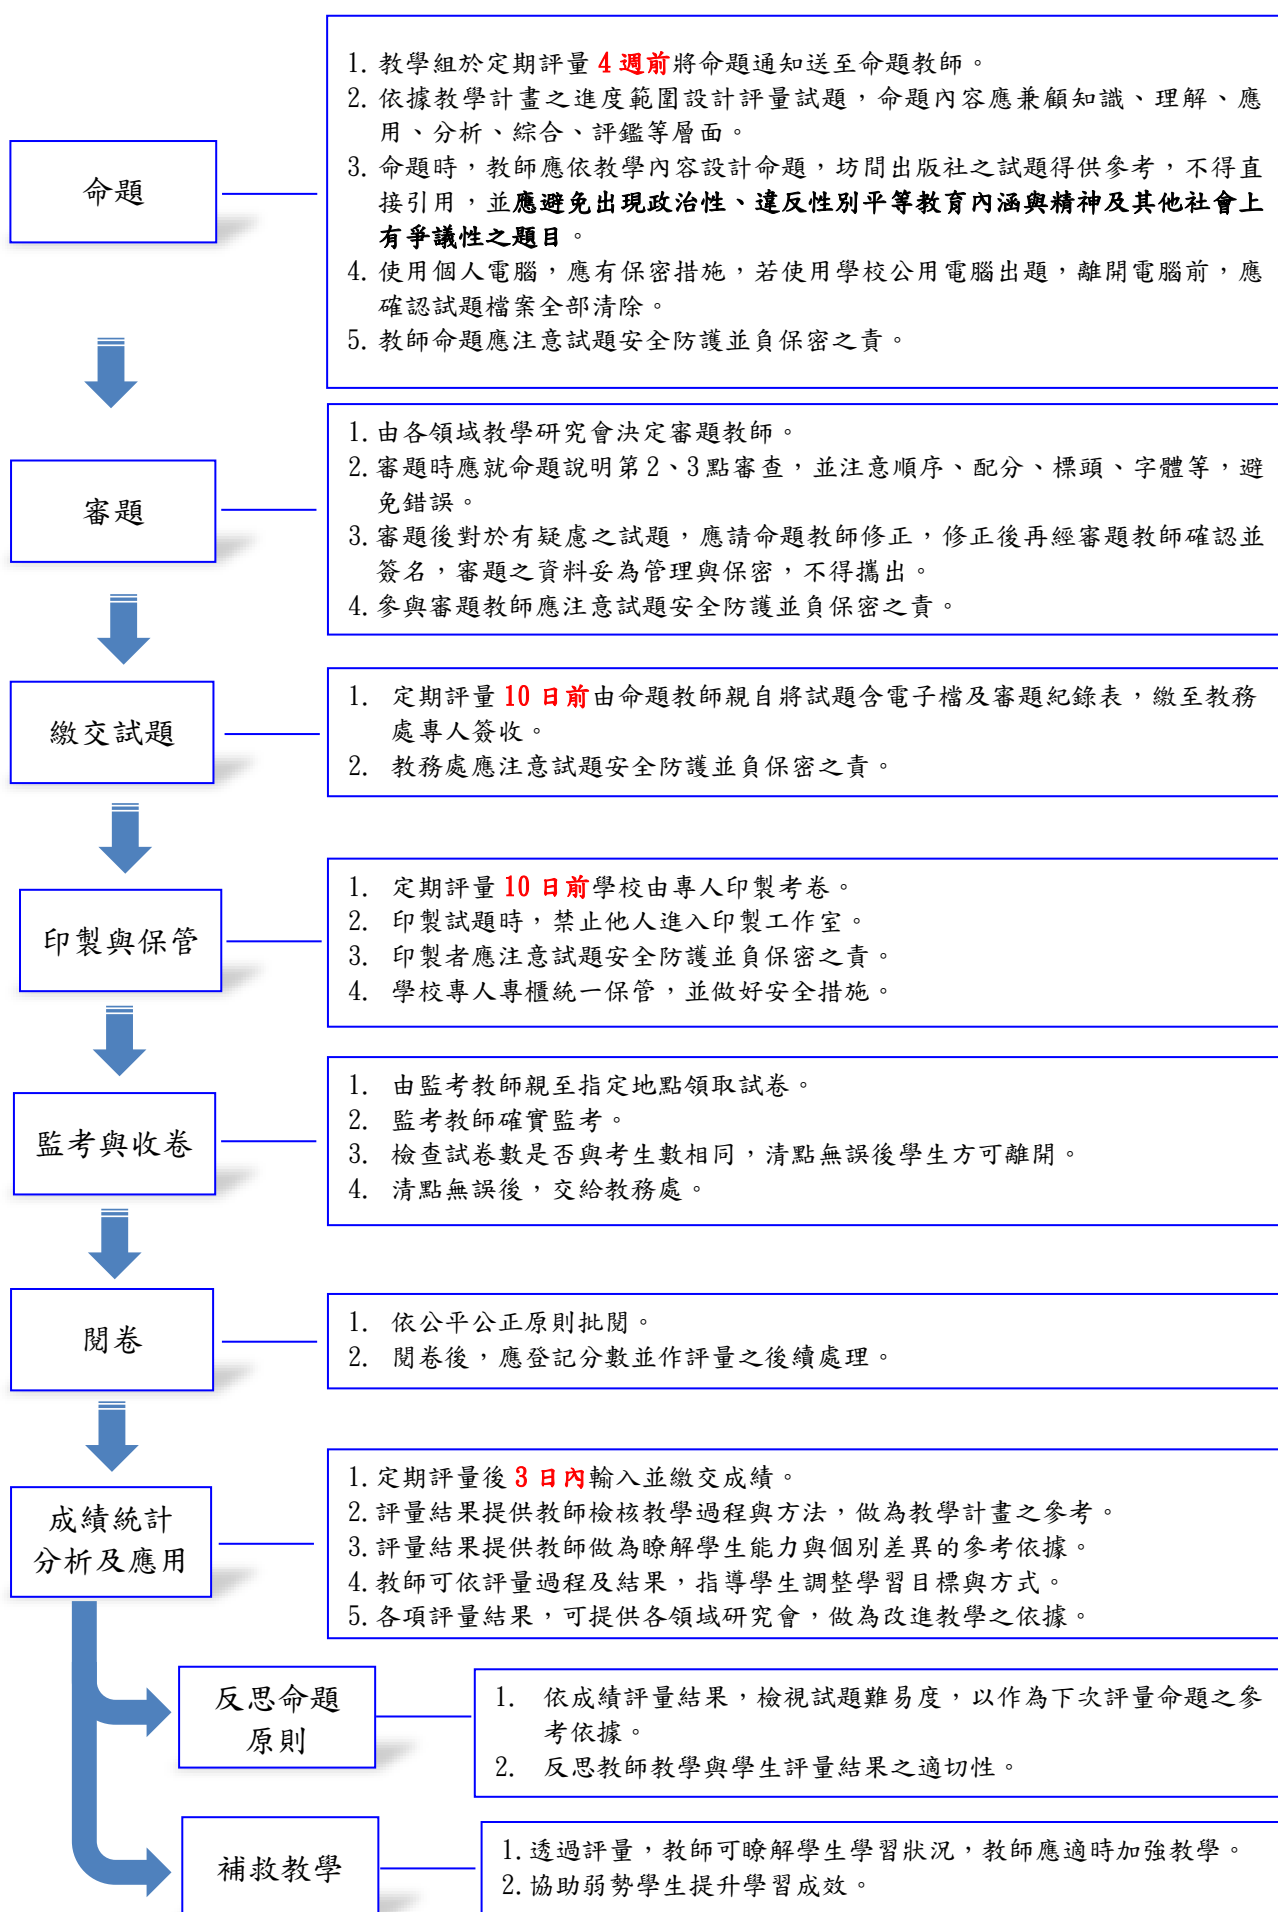 命題
1. 教學組於定期評量 4 週前將命題通知送至命題教師。
2. 依據教學計畫之進度範圍設計評量試題，命題內容應兼顧知識、理解、應
用、分析、綜合、評鑑等層面。
3. 命題時，教師應依教學內容設計命題，坊間出版社之試題得供參考，不得直
接引用，並應避免出現政治性、違反性別平等教育內涵與精神及其他社會上
有爭議性之題目。
4. 使用個人電腦，應有保密措施，若使用學校公用電腦出題，離開電腦前，應
確認試題檔案全部清除。
5. 教師命題應注意試題安全防護並負保密之責。
審題
1. 由各領域教學研究會決定審題教師。
2. 審題時應就命題說明第 2、3 點審查，並注意順序、配分、標頭、字體等，避
免錯誤。
3. 審題後對於有疑慮之試題，應請命題教師修正，修正後再經審題教師確認並
簽名，審題之資料妥為管理與保密，不得攜出。
4. 參與審題教師應注意試題安全防護並負保密之責。
繳交試題
1. 定期評量 10 日前由命題教師親自將試題含電子檔及審題紀錄表，繳至教務
處專人簽收。
2. 教務處應注意試題安全防護並負保密之責。
印製與保管
1. 定期評量 10 日前學校由專人印製考卷。
2. 印製試題時，禁止他人進入印製工作室。
3. 印製者應注意試題安全防護並負保密之責。
4. 學校專人專櫃統一保管，並做好安全措施。
監考與收卷
1. 由監考教師親至指定地點領取試卷。
2. 監考教師確實監考。
3. 檢查試卷數是否與考生數相同，清點無誤後學生方可離開。
4. 清點無誤後，交給教務處。
閱卷
1. 依公平公正原則批閱。
2. 閱卷後，應登記分數並作評量之後續處理。
成績統計
分析及應用
1. 定期評量後 3 日內輸入並繳交成績。
2. 評量結果提供教師檢核教學過程與方法，做為教學計畫之參考。
3. 評量結果提供教師做為瞭解學生能力與個別差異的參考依據。
4. 教師可依評量過程及結果，指導學生調整學習目標與方式。
5. 各項評量結果，可提供各領域研究會，做為改進教學之依據。
反思命題
原則
1. 依成績評量結果，檢視試題難易度，以作為下次評量命題之參
考依據。
2. 反思教師教學與學生評量結果之適切性。
補救教學
1. 透過評量，教師可瞭解學生學習狀況，教師應適時加強教學。
2. 協助弱勢學生提升學習成效。